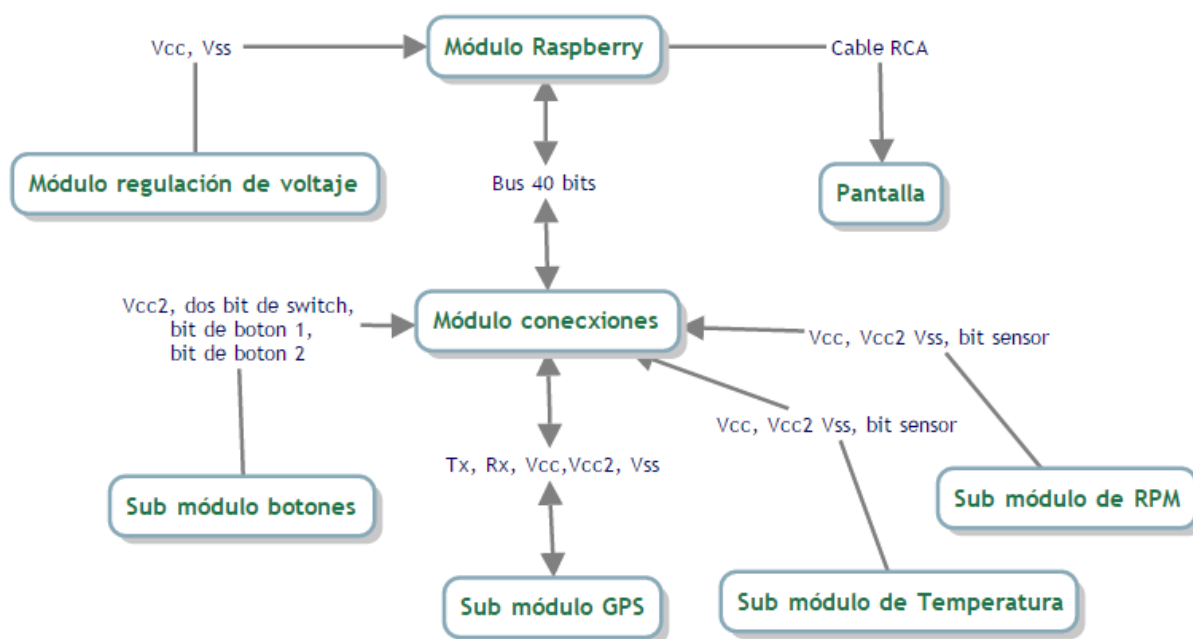 Vcc, Vss
Módulo Raspberry
Cable RCA
Módulo regulación de voltaje
Bus 40 bits
Pantalla
Vcc2, dos bit de switch,
bit de boton 1,
bit de boton 2
Módulo conecxiones
Vcc, Vcc2 Vss, bit sensor
Vcc, Vcc2 Vss, bit sensor
Tx, Rx, Vcc,Vcc2, Vss
Sub módulo botones
Sub módulo de RPM
Sub módulo GPS
Sub módulo de Temperatura